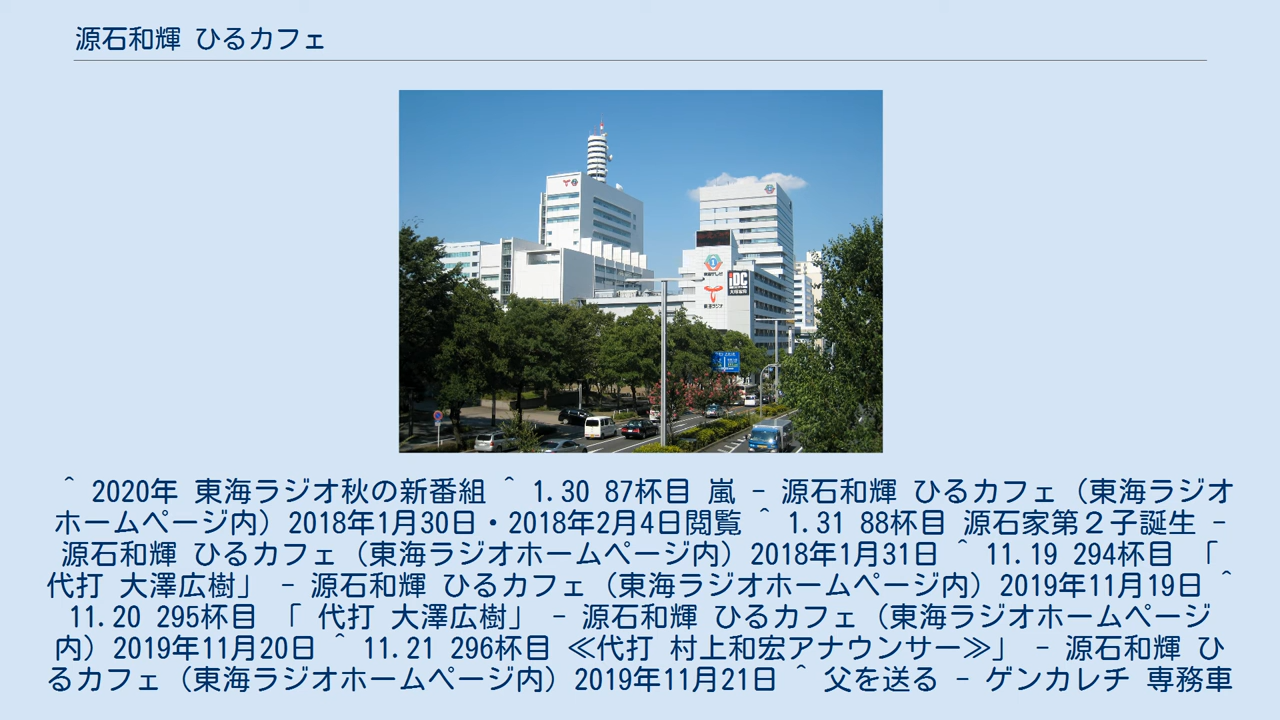 源石和輝 ひるカフェ
iDC
東海ラジオ
^ 2020年 東海ラジオ秋の新番組 ^ 1.30 87杯目 嵐 - 源石和輝 ひるカフェ（東海ラジオ
ホームページ内）2018年1月30日・2018年2月4日閲覧 ^ 1.31 88杯目 源石家第２子誕生 -
源石和輝 ひるカフェ（東海ラジオホームページ内）2018年1月31日 ^ 11.19 294杯目 「
代打 大澤広樹」 - 源石和輝 ひるカフェ（東海ラジオホームページ内）2019年11月19日 ^
11.20 295杯目 「 代打 大澤広樹」 - 源石和輝 ひるカフェ（東海ラジオホームページ
内）2019年11月20日 ^ 11.21 296杯目 ≪代打 村上和宏アナウンサー≫」 - 源石和輝 ひ
るカフェ（東海ラジオホームページ内）2019年11月21日 ^ 父を送る - ゲンカレチ 専務車